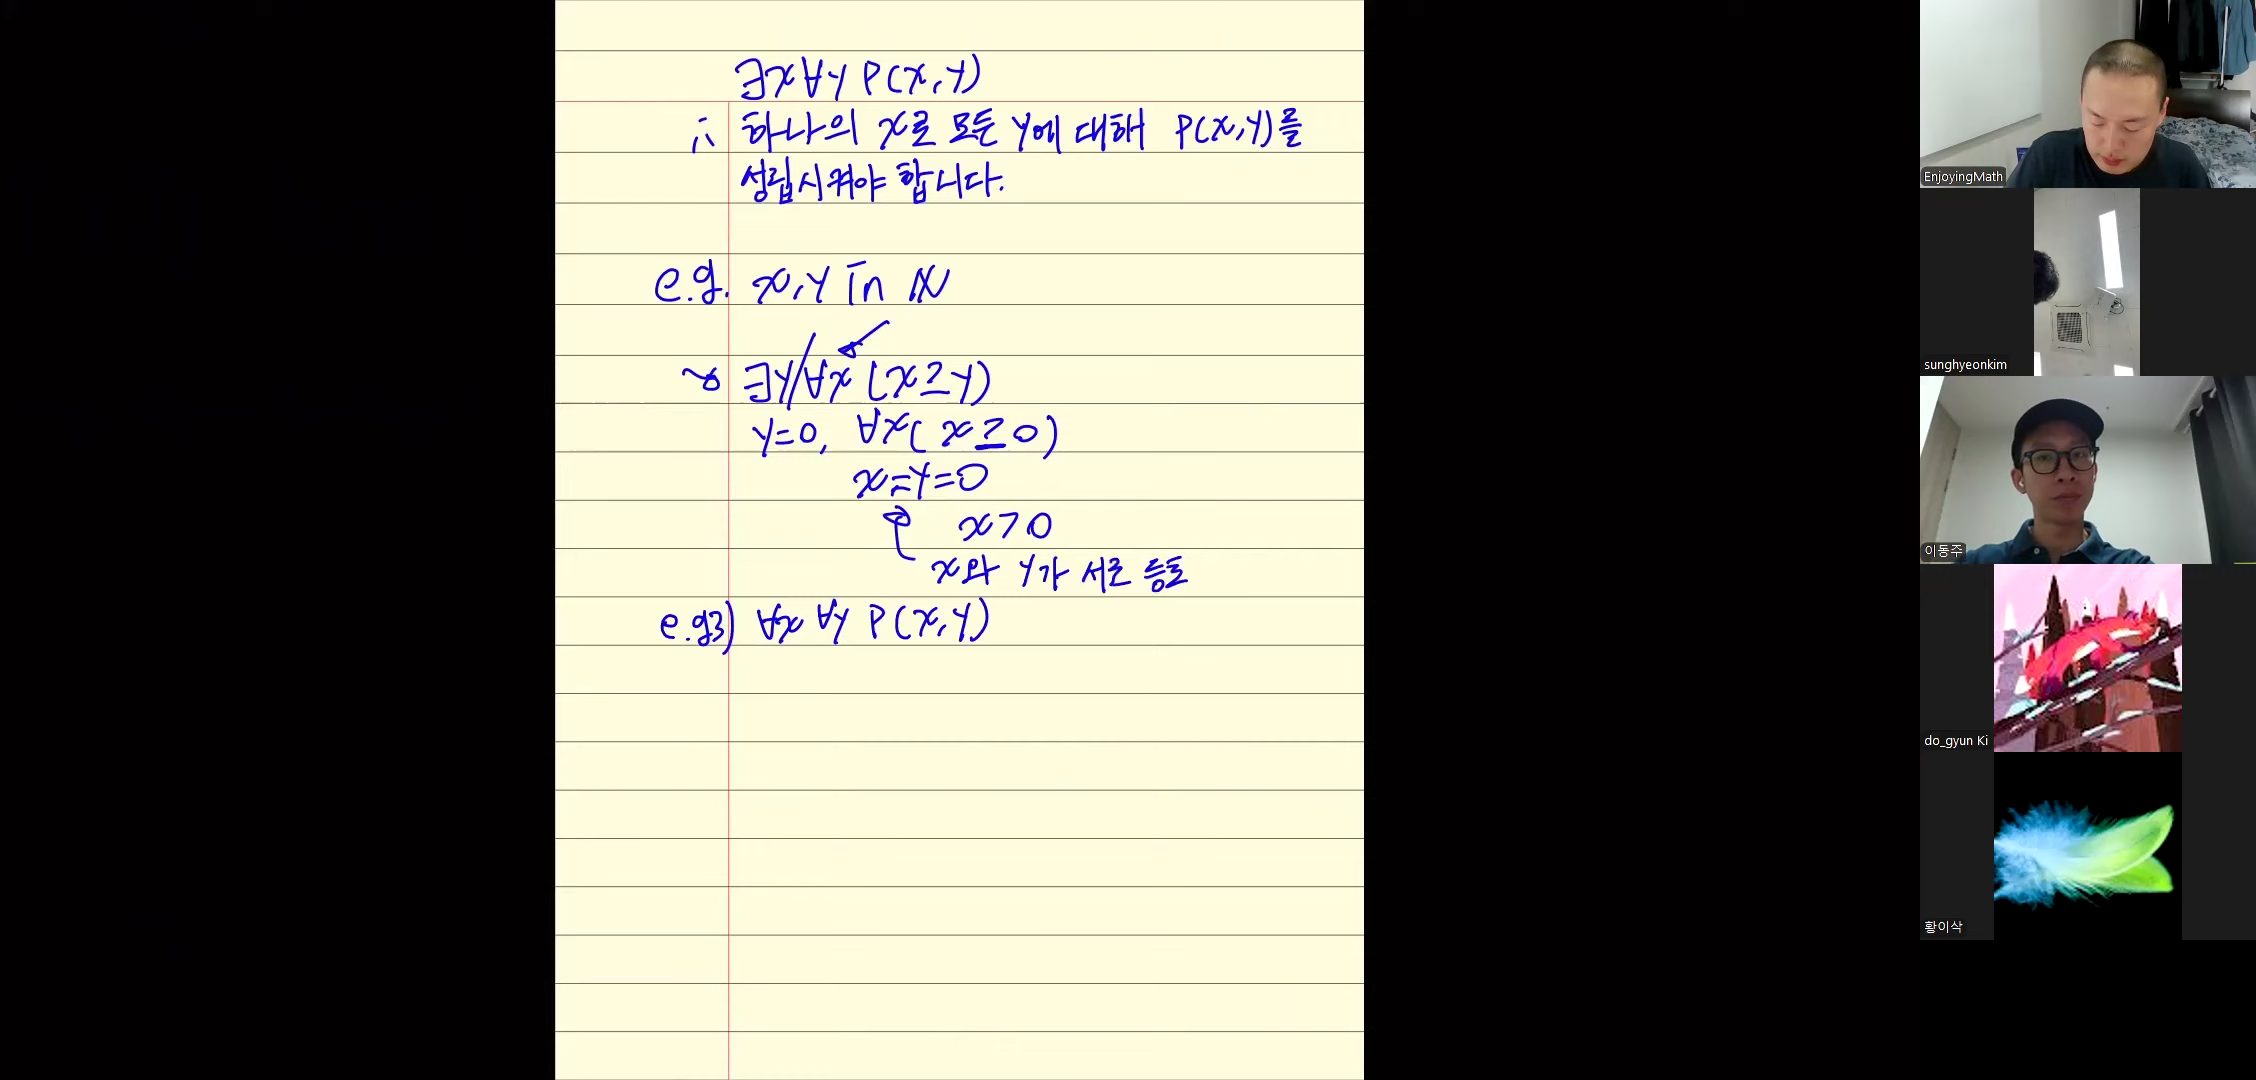 ∃x∀y P(x,y)
∴ 하나의 x로 모든 y에 대해 P(x,y)를
성립시켜야 합니다.
e.g. x,y in ℕ
∃y/∀x (x≥y)
y=0, ∀x( x≥0)
x=y=0
x>0
x와 y가 서로 등호
e.g3) ∀x ∀y P(x,y)
EnjoyingMath
sunghyeonkim
이동주
do_gyun Ki
황이삭